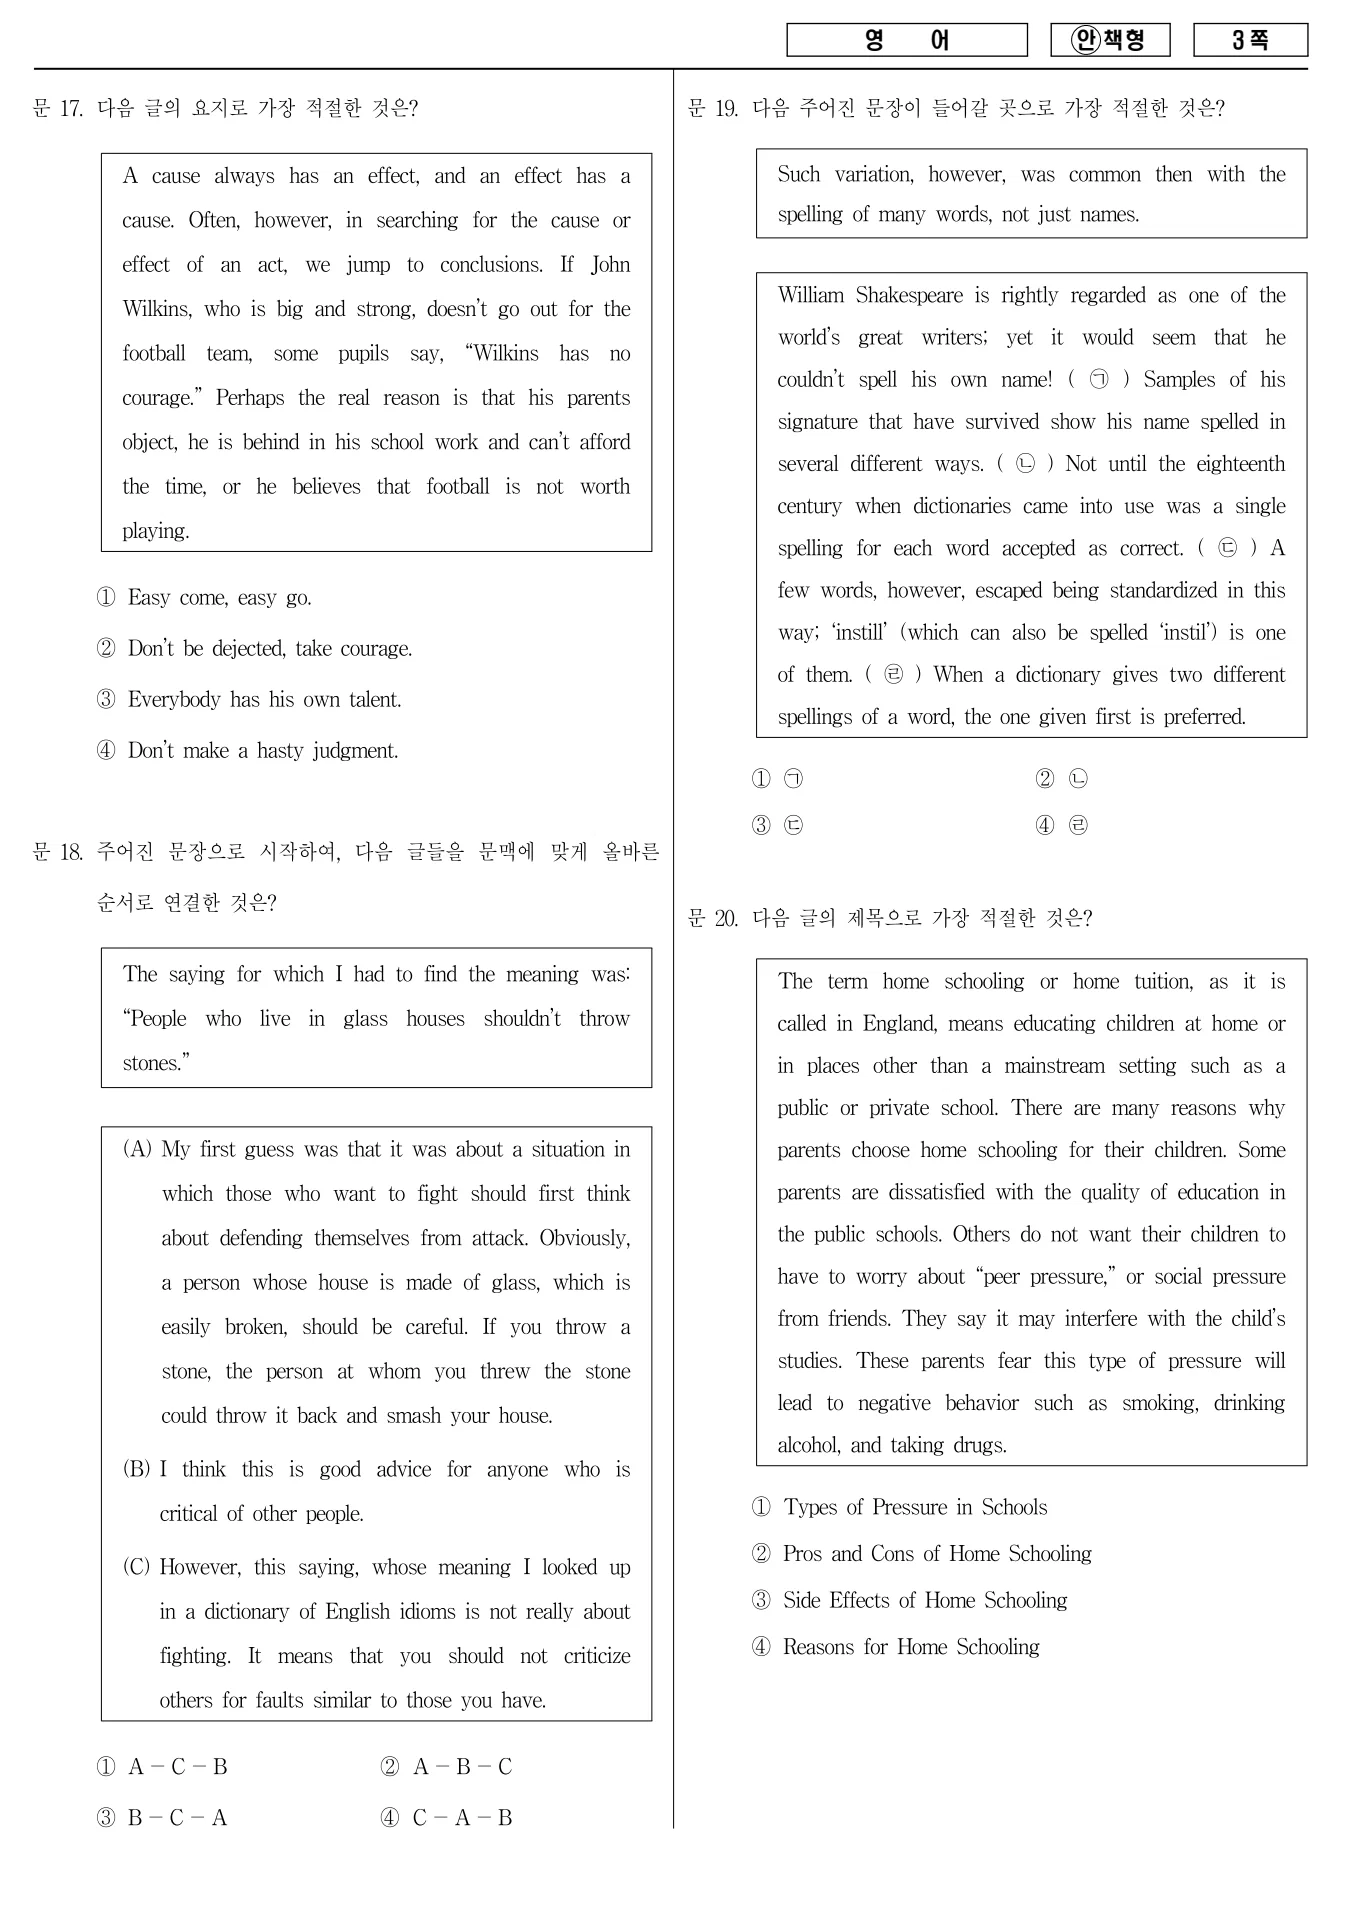 영 어
안 책형
3 쪽
문 17. 다음 글의 요지로 가장 적절한 것은?
A cause always has an effect, and an effect has a
cause. Often, however, in searching for the cause or
effect of an act, we jump to conclusions. If John
Wilkins, who is big and strong, doesn't go out for the
football team, some pupils say, “Wilkins has no
courage.” Perhaps the real reason is that his parents
object, he is behind in his school work and can't afford
the time, or he believes that football is not worth
playing.
① Easy come, easy go.
② Don't be dejected, take courage.
③ Everybody has his own talent.
④ Don't make a hasty judgment.
문 18. 주어진 문장으로 시작하여, 다음 글들을 문맥에 맞게 올바른
순서로 연결한 것은?
The saying for which I had to find the meaning was:
“People who live in glass houses shouldn't throw
stones.”
(A) My first guess was that it was about a situation in
which those who want to fight should first think
about defending themselves from attack. Obviously,
a person whose house is made of glass, which is
easily broken, should be careful. If you throw a
stone, the person at whom you threw the stone
could throw it back and smash your house.
(B) I think this is good advice for anyone who is
critical of other people.
(C) However, this saying, whose meaning I looked up
in a dictionary of English idioms is not really about
fighting. It means that you should not criticize
others for faults similar to those you have.
① A - C - B
② A - B - C
③ B - C - A
④ C - A - B
문 19. 다음 주어진 문장이 들어갈 곳으로 가장 적절한 것은?
Such variation, however, was common then with the
spelling of many words, not just names.
William Shakespeare is rightly regarded as one of the
world's great writers; yet it would seem that he
couldn't spell his own name! ( ㉠ ) Samples of his
signature that have survived show his name spelled in
several different ways. ( ㉡ ) Not until the eighteenth
century when dictionaries came into use was a single
spelling for each word accepted as correct. ( ㉢ ) A
few words, however, escaped being standardized in this
way; ‘instill’ (which can also be spelled ‘instil’) is one
of them. ( ㉣ ) When a dictionary gives two different
spellings of a word, the one given first is preferred.
① ㉠
② ㉡
③ ㉢
④ ㉣
문 20. 다음 글의 제목으로 가장 적절한 것은?
The term home schooling or home tuition, as it is
called in England, means educating children at home or
in places other than a mainstream setting such as a
public or private school. There are many reasons why
parents choose home schooling for their children. Some
parents are dissatisfied with the quality of education in
the public schools. Others do not want their children to
have to worry about “peer pressure,” or social pressure
from friends. They say it may interfere with the child's
studies. These parents fear this type of pressure will
lead to negative behavior such as smoking, drinking
alcohol, and taking drugs.
① Types of Pressure in Schools
② Pros and Cons of Home Schooling
③ Side Effects of Home Schooling
④ Reasons for Home Schooling